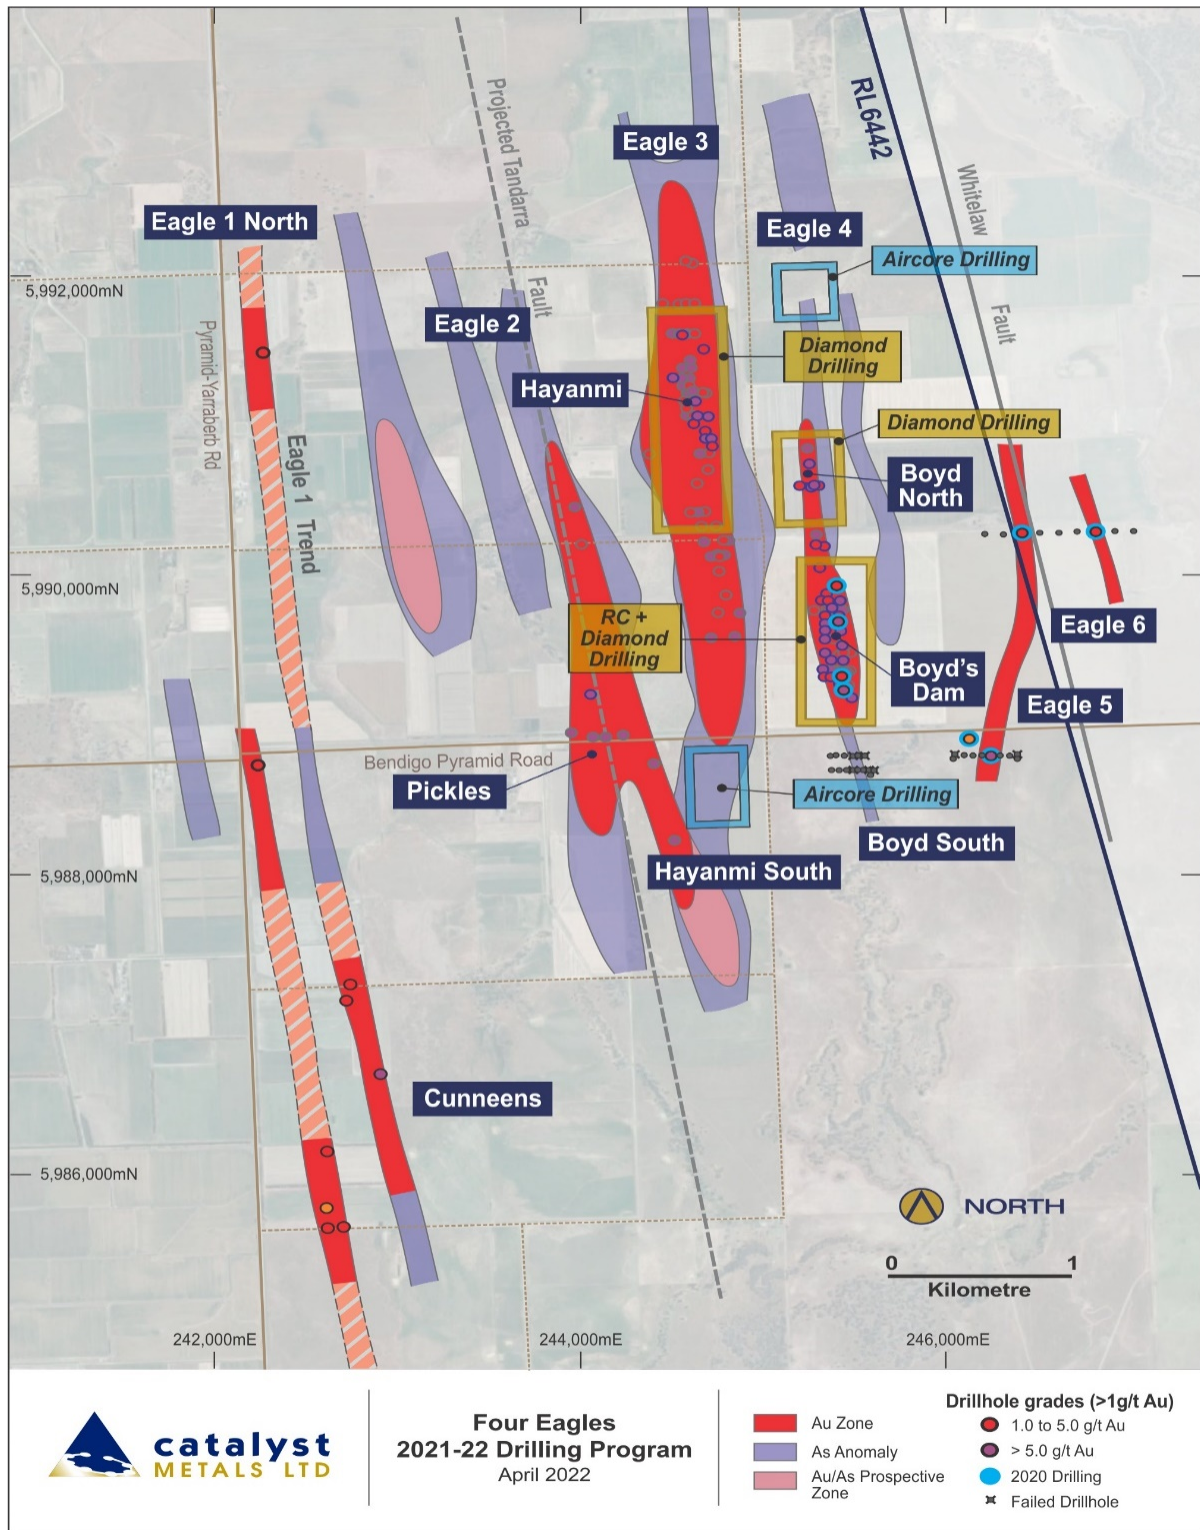 Projected Tandarra
Fault
RL6442
Eagle 3
Whitelaw
Fault
Eagle 1 North
Eagle 4
Aircore Drilling
5,992,000mN
Eagle 2
Pyramid-Yarraberb Rd
Diamond
Drilling
Hayanmi
Diamond Drilling
Eagle 1 Trend
Boyd
North
5,990,000mN
RC +
Diamond
Drilling
Eagle 6
Boyd's
Dam
Eagle 5
Bendigo Pyramid Road
Pickles
Aircore Drilling
Boyd South
Hayanmi South
5,988,000mN
Cunneens
5,986,000mN
NORTH
0 1
Kilometre
242,000mE 244,000mE 246,000mE
catalyst
METALS LTD
Four Eagles
2021-22 Drilling Program
April 2022
Au Zone
As Anomaly
Au/As Prospective
Zone
Drillhole grades (>1g/t Au)
1.0 to 5.0 g/t Au
> 5.0 g/t Au
2020 Drilling
Failed Drillhole